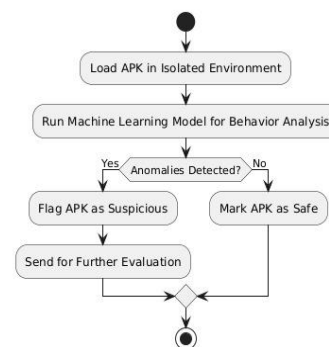 Load APK in Isolated Environment
Run Machine Learning Model for Behavior Analysis
Yes
Anomalies Detected?
No
Flag APK as Suspicious
Mark APK as Safe
Send for Further Evaluation